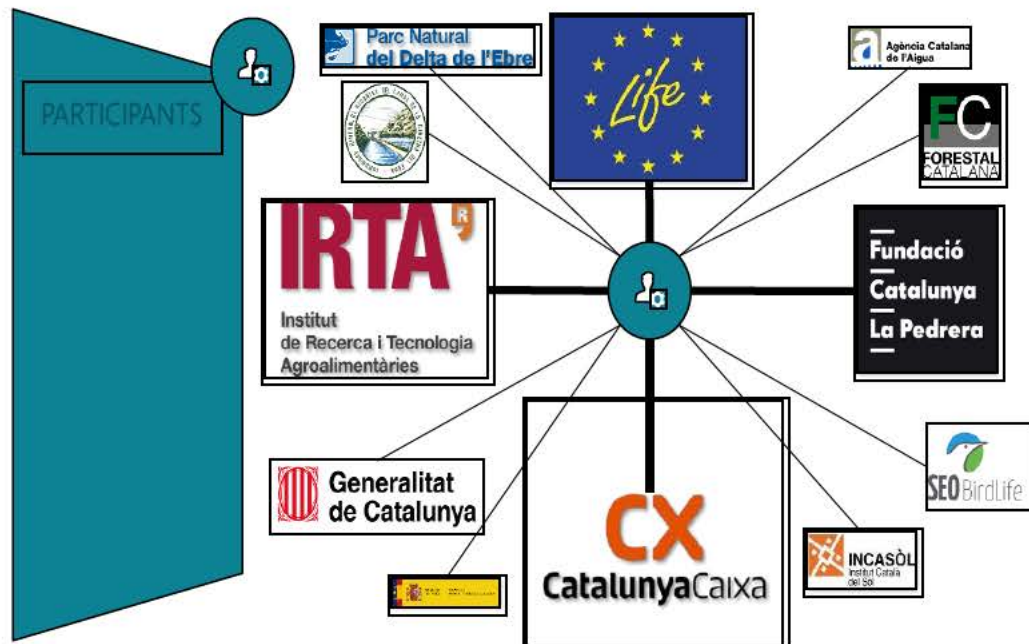 PARTICIPANTS
Parc Natural
del Delta de l'Ebre
Life
Agència Catalana
de l'Aigua
FC
FORESTAL
CATALANA
IRTA
R
Institut
de Recerca i Tecnologia
Agroalimentàries
Fundació
Catalunya
La Pedrera
Generalitat
de Catalunya
CX
CatalunyaCaixa
SEO BirdLife
INCASÒL
Institut Català
del Sòl